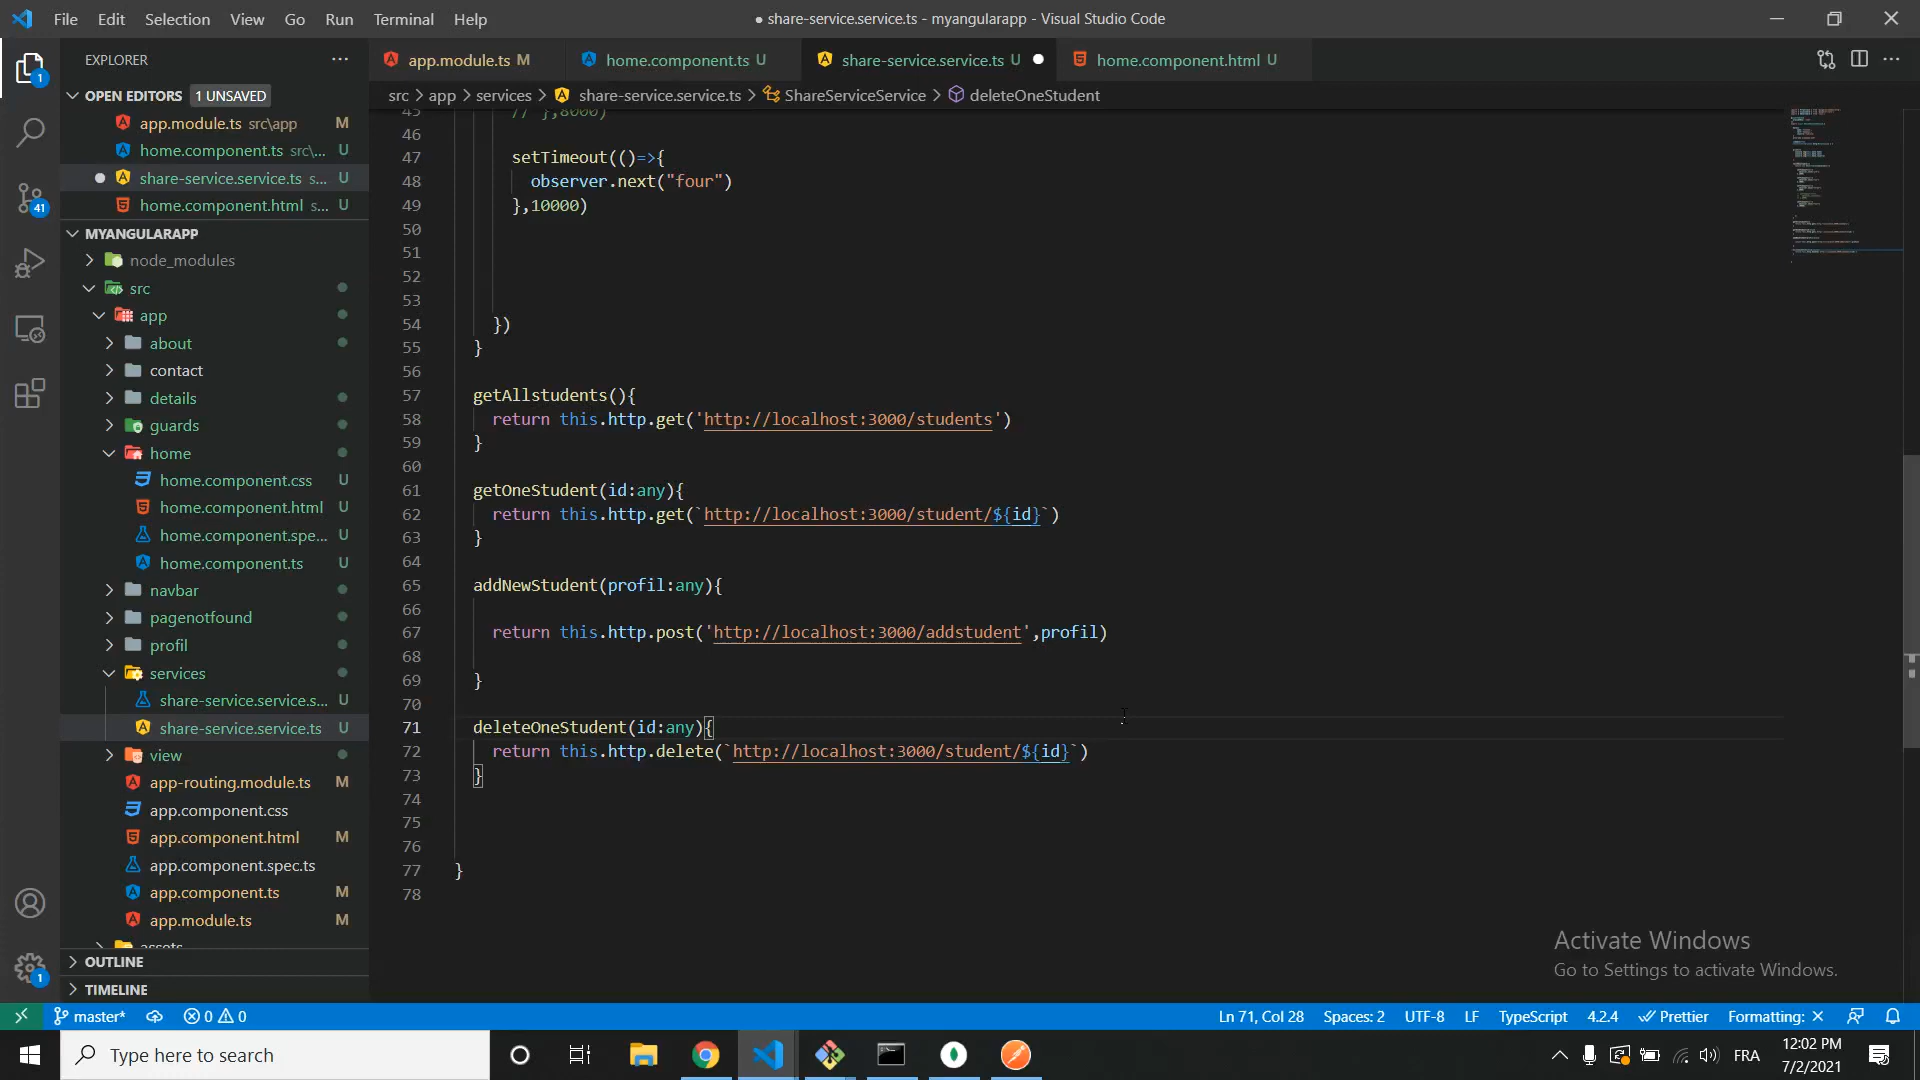 File Edit Selection View Go Run Terminal Help
● share-service.service.ts - myangularapp - Visual Studio Code
EXPLORER
app.module.ts M
home.component.ts U
share-service.service.ts U
home.component.html U
OPEN EDITORS 1 UNSAVED
src > app > services > share-service.service.ts > ShareServiceService > deleteOneStudent
app.module.ts src\app M
home.component.ts src\... U
share-service.service.ts s... U
home.component.html s... U
MYANGULARAPP
node_modules
src
app
about
contact
details
guards
home
home.component.css U
home.component.html U
home.component.spe... U
home.component.ts U
navbar
pagenotfound
profil
services
share-service.service.s... U
share-service.service.ts U
view
app-routing.module.ts M
app.component.css
app.component.html M
app.component.spec.ts
app.component.ts M
app.module.ts M
assets
OUTLINE
TIMELINE
1
41
1
45 // },8000)
46
47 setTimeout(()=>{
48 observer.next("four")
49 },10000)
50
51
52
53
54 })
55 }
56
57 getAllstudents(){
58 return this.http.get('http://localhost:3000/students')
59 }
60
61 getOneStudent(id:any){
62 return this.http.get(`http://localhost:3000/student/${id}`)
63 }
64
65 addNewStudent(profil:any){
66
67 return this.http.post('http://localhost:3000/addstudent',profil)
68
69 }
70
71 deleteOneStudent(id:any){
72 return this.http.delete(`http://localhost:3000/student/${id}`)
73 }
74
75
76
77 }
78
Activate Windows
Go to Settings to activate Windows.
master* 0 0 Ln 71, Col 28 Spaces: 2 UTF-8 LF TypeScript 4.2.4 Prettier Formatting: ×
Type here to search
FRA
12:02 PM
7/2/2021